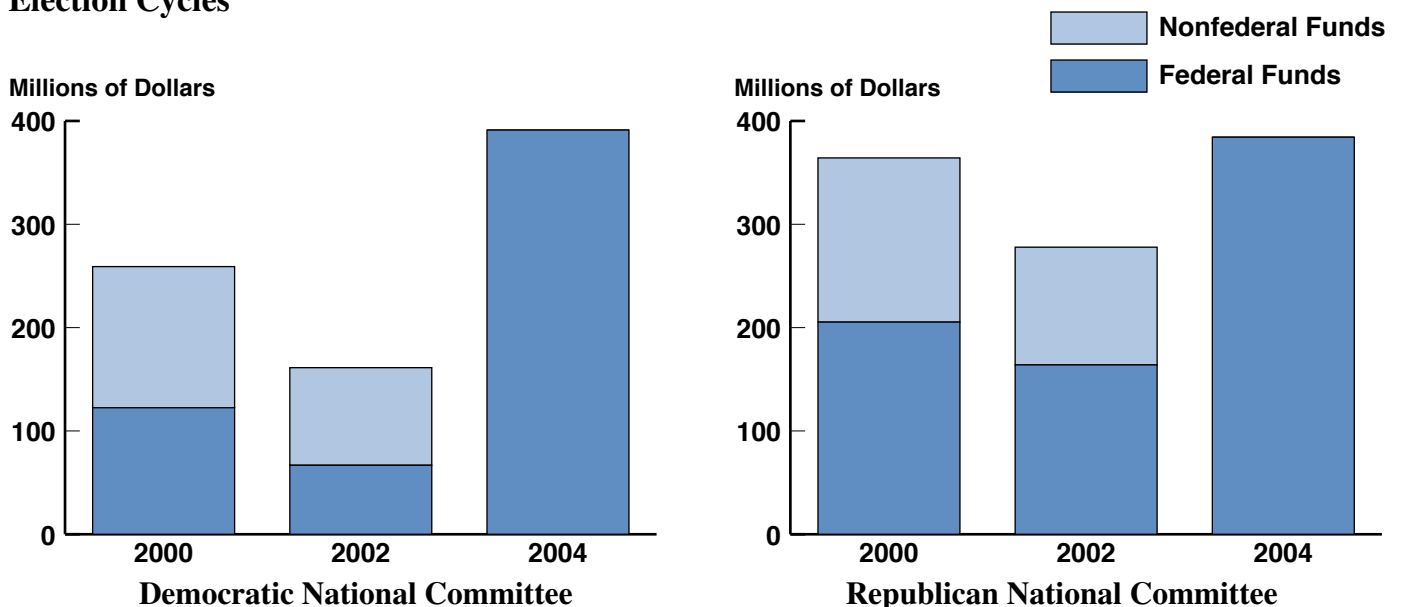 Election Cycles
Nonfederal Funds
Federal Funds
Millions of Dollars
400
300
200
100
0
2000 2002 2004
Democratic National Committee
Millions of Dollars
400
300
200
100
0
2000 2002 2004
Republican National Committee